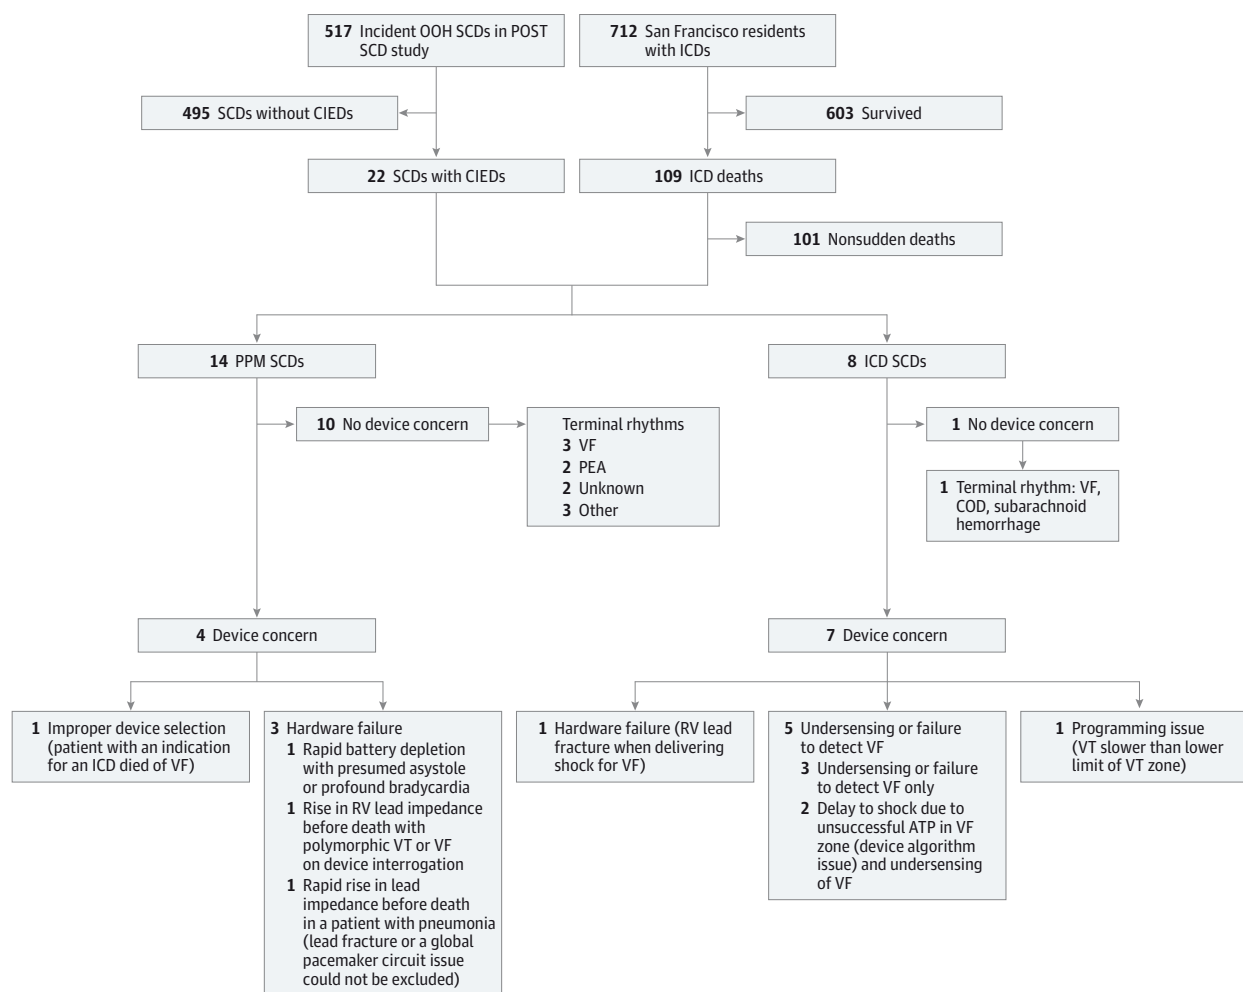 517 Incident OOH SCDs in POST
SCD study
712 San Francisco residents
with ICDs
495 SCDs without CIEDs
603 Survived
22 SCDs with CIEDs
109 ICD deaths
101 Nonsudden deaths
14 PPM SCDs
8 ICD SCDs
10 No device concern
Terminal rhythms
3 VF
2 PEA
2 Unknown
3 Other
1 No device concern
1 Terminal rhythm: VF,
COD, subarachnoid
hemorrhage
4 Device concern
7 Device concern
1 Improper device selection
(patient with an indication
for an ICD died of VF)
3 Hardware failure
1 Rapid battery depletion
with presumed asystole
or profound bradycardia
1 Rise in RV lead impedance
before death with
polymorphic VT or VF
on device interrogation
1 Rapid rise in lead
impedance before death
in a patient with pneumonia
(lead fracture or a global
pacemaker circuit issue
could not be excluded)
1 Hardware failure (RV lead
fracture when delivering
shock for VF)
5 Undersensing or failure
to detect VF
3 Undersensing or failure
to detect VF only
2 Delay to shock due to
unsuccessful ATP in VF
zone (device algorithm
issue) and undersensing
of VF
1 Programming issue
(VT slower than lower
limit of VT zone)